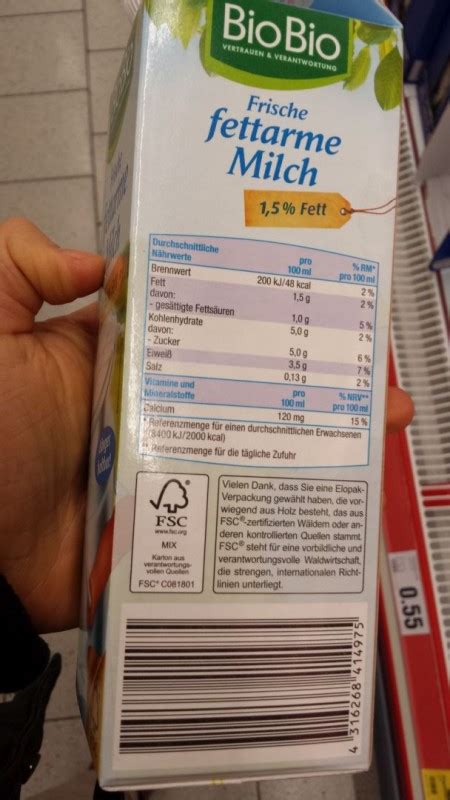 BioBio
VERTRAUEN & VERANTWORTUNG
Frische
fettarme
Milch
1,5% Fett
Durchschnittliche
Nährwerte
pro
100 ml
% RM*
pro 100 ml
Brennwert 200 kJ/48 kcal 2 %
Fett 1,5 g 2 %
davon:
- gesättigte Fettsäuren 1,0 g 5 %
Kohlenhydrate 5,0 g 2 %
davon:
- Zucker 5,0 g 6 %
Eiweiß 3,5 g 7 %
Salz 0,13 g 2 %
Vitamine und
Mineralstoffe
pro
100 ml
% NRV**
pro 100 ml
Calcium 120 mg 15 %
*Referenzmenge für einen durchschnittlichen Erwachsenen
(8400 kJ/2000 kcal)
**Referenzmenge für die tägliche Zufuhr
FSC
www.fsc.org
MIX
Karton aus
verantwortungs-
vollen Quellen
FSC® C081801
Vielen Dank, dass Sie eine Elopak-
Verpackung gewählt haben, die vor-
wiegend aus Holz besteht, das aus
FSC®-zertifizierten Wäldern oder an-
deren kontrollierten Quellen stammt.
FSC® steht für eine vorbildliche und
verantwortungsvolle Waldwirtschaft,
die strengen, internationalen Richt-
linien unterliegt.
4 316268 414975
0.55